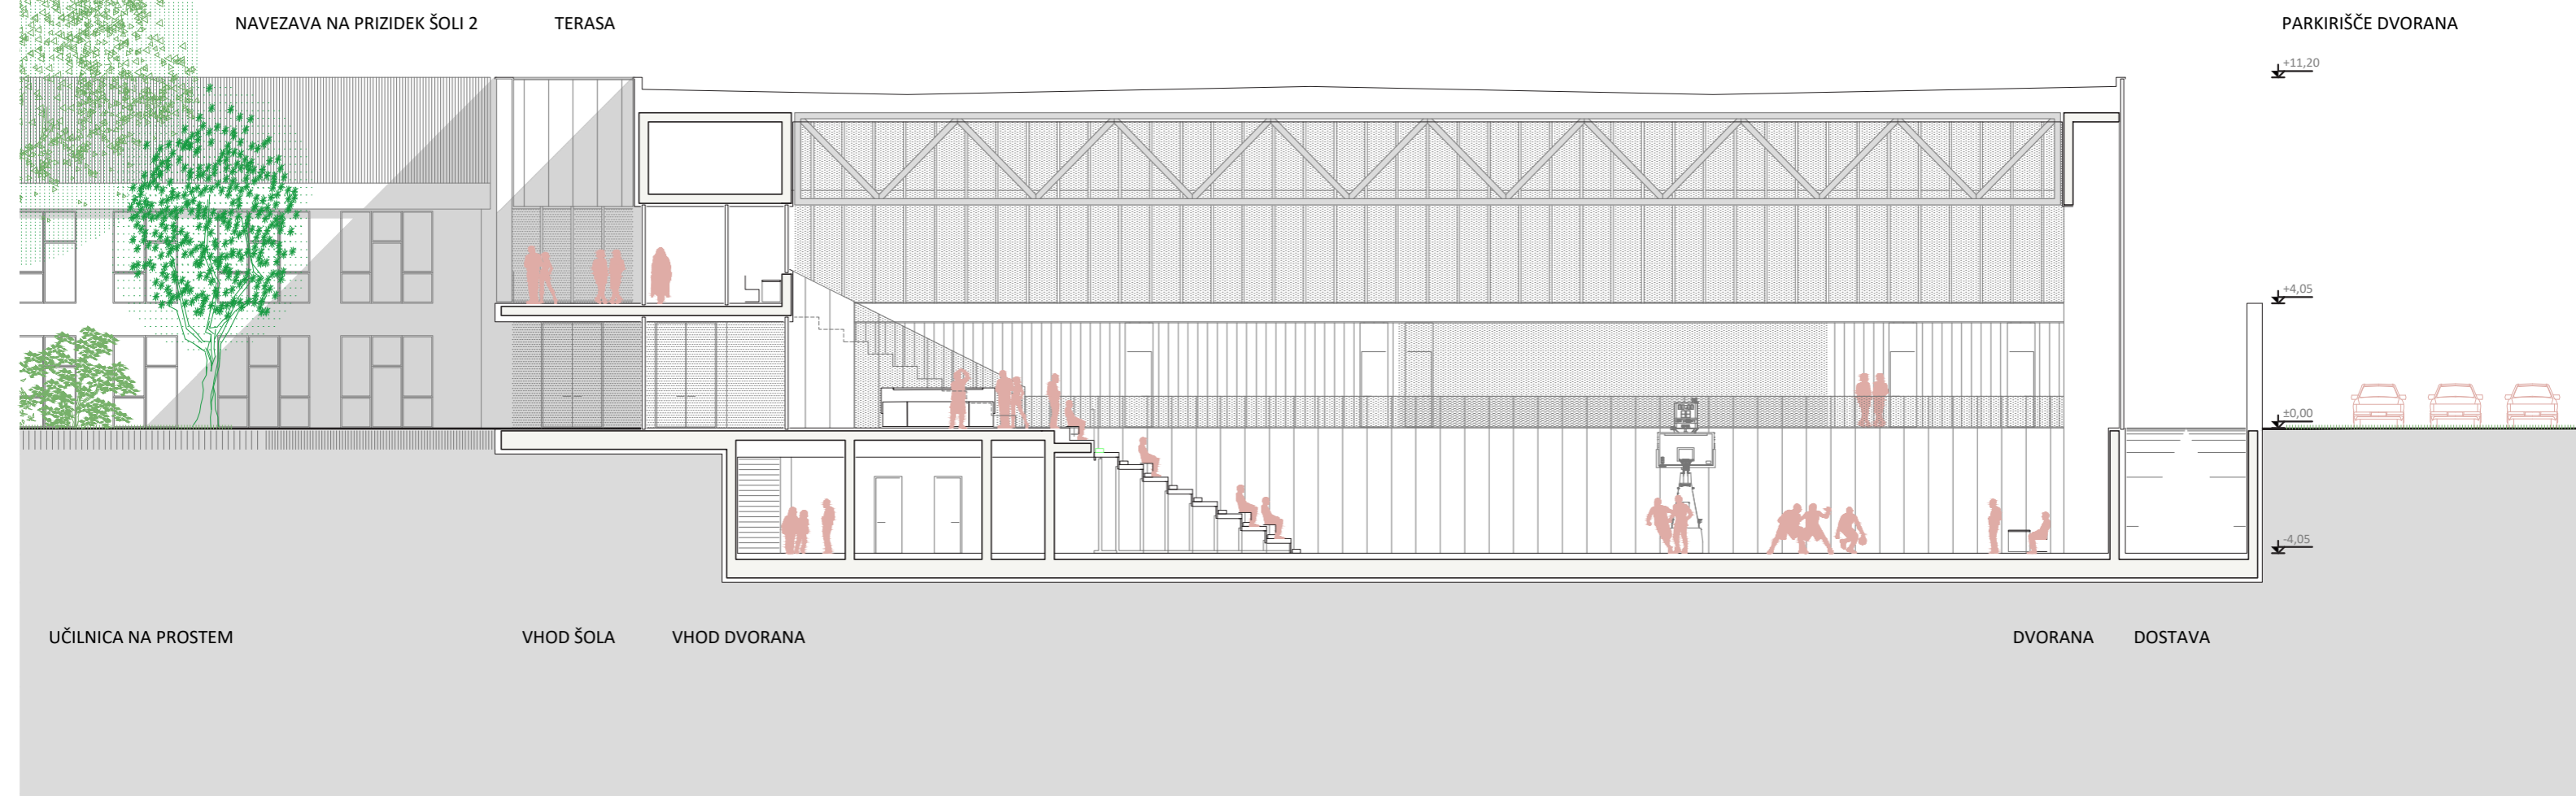 NAVEZAVA NA PRIZIDEK ŠOLI 2
TERASA
PARKIRIŠČE DVORANA
+11,20
+4,05
±0,00
-4,05
UČILNICA NA PROSTEM
VHOD ŠOLA
VHOD DVORANA
DVORANA
DOSTAVA